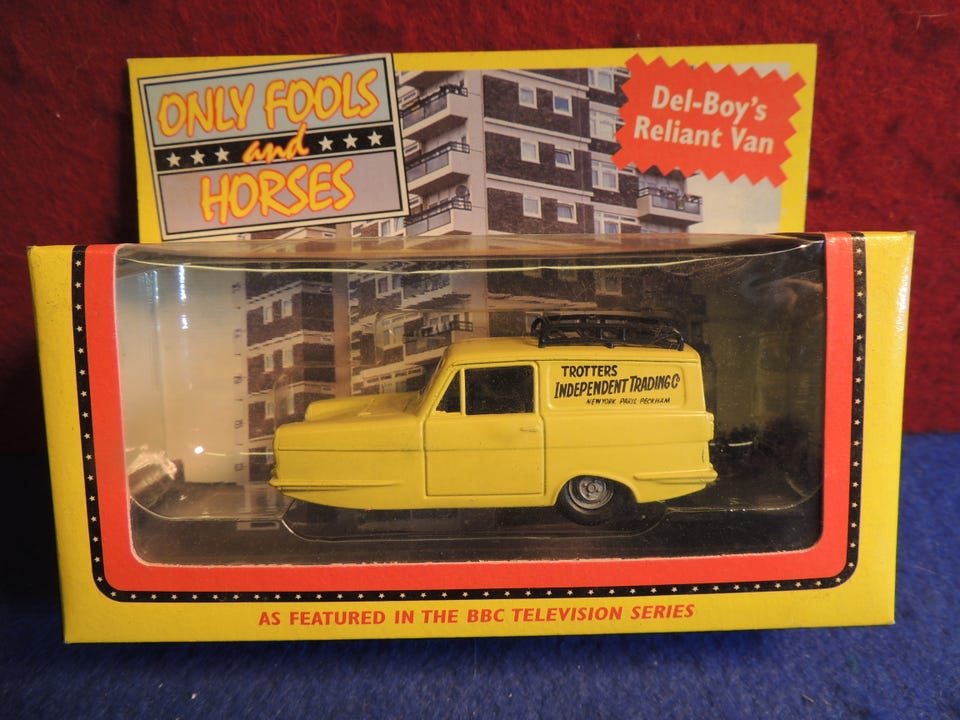 ONLY FOOLS
and
HORSES
Del-Boy's
Reliant Van
TROTTERS
INDEPENDENT TRADING Co
NEW YORK PARIS PECKHAM
AS FEATURED IN THE BBC TELEVISION SERIES